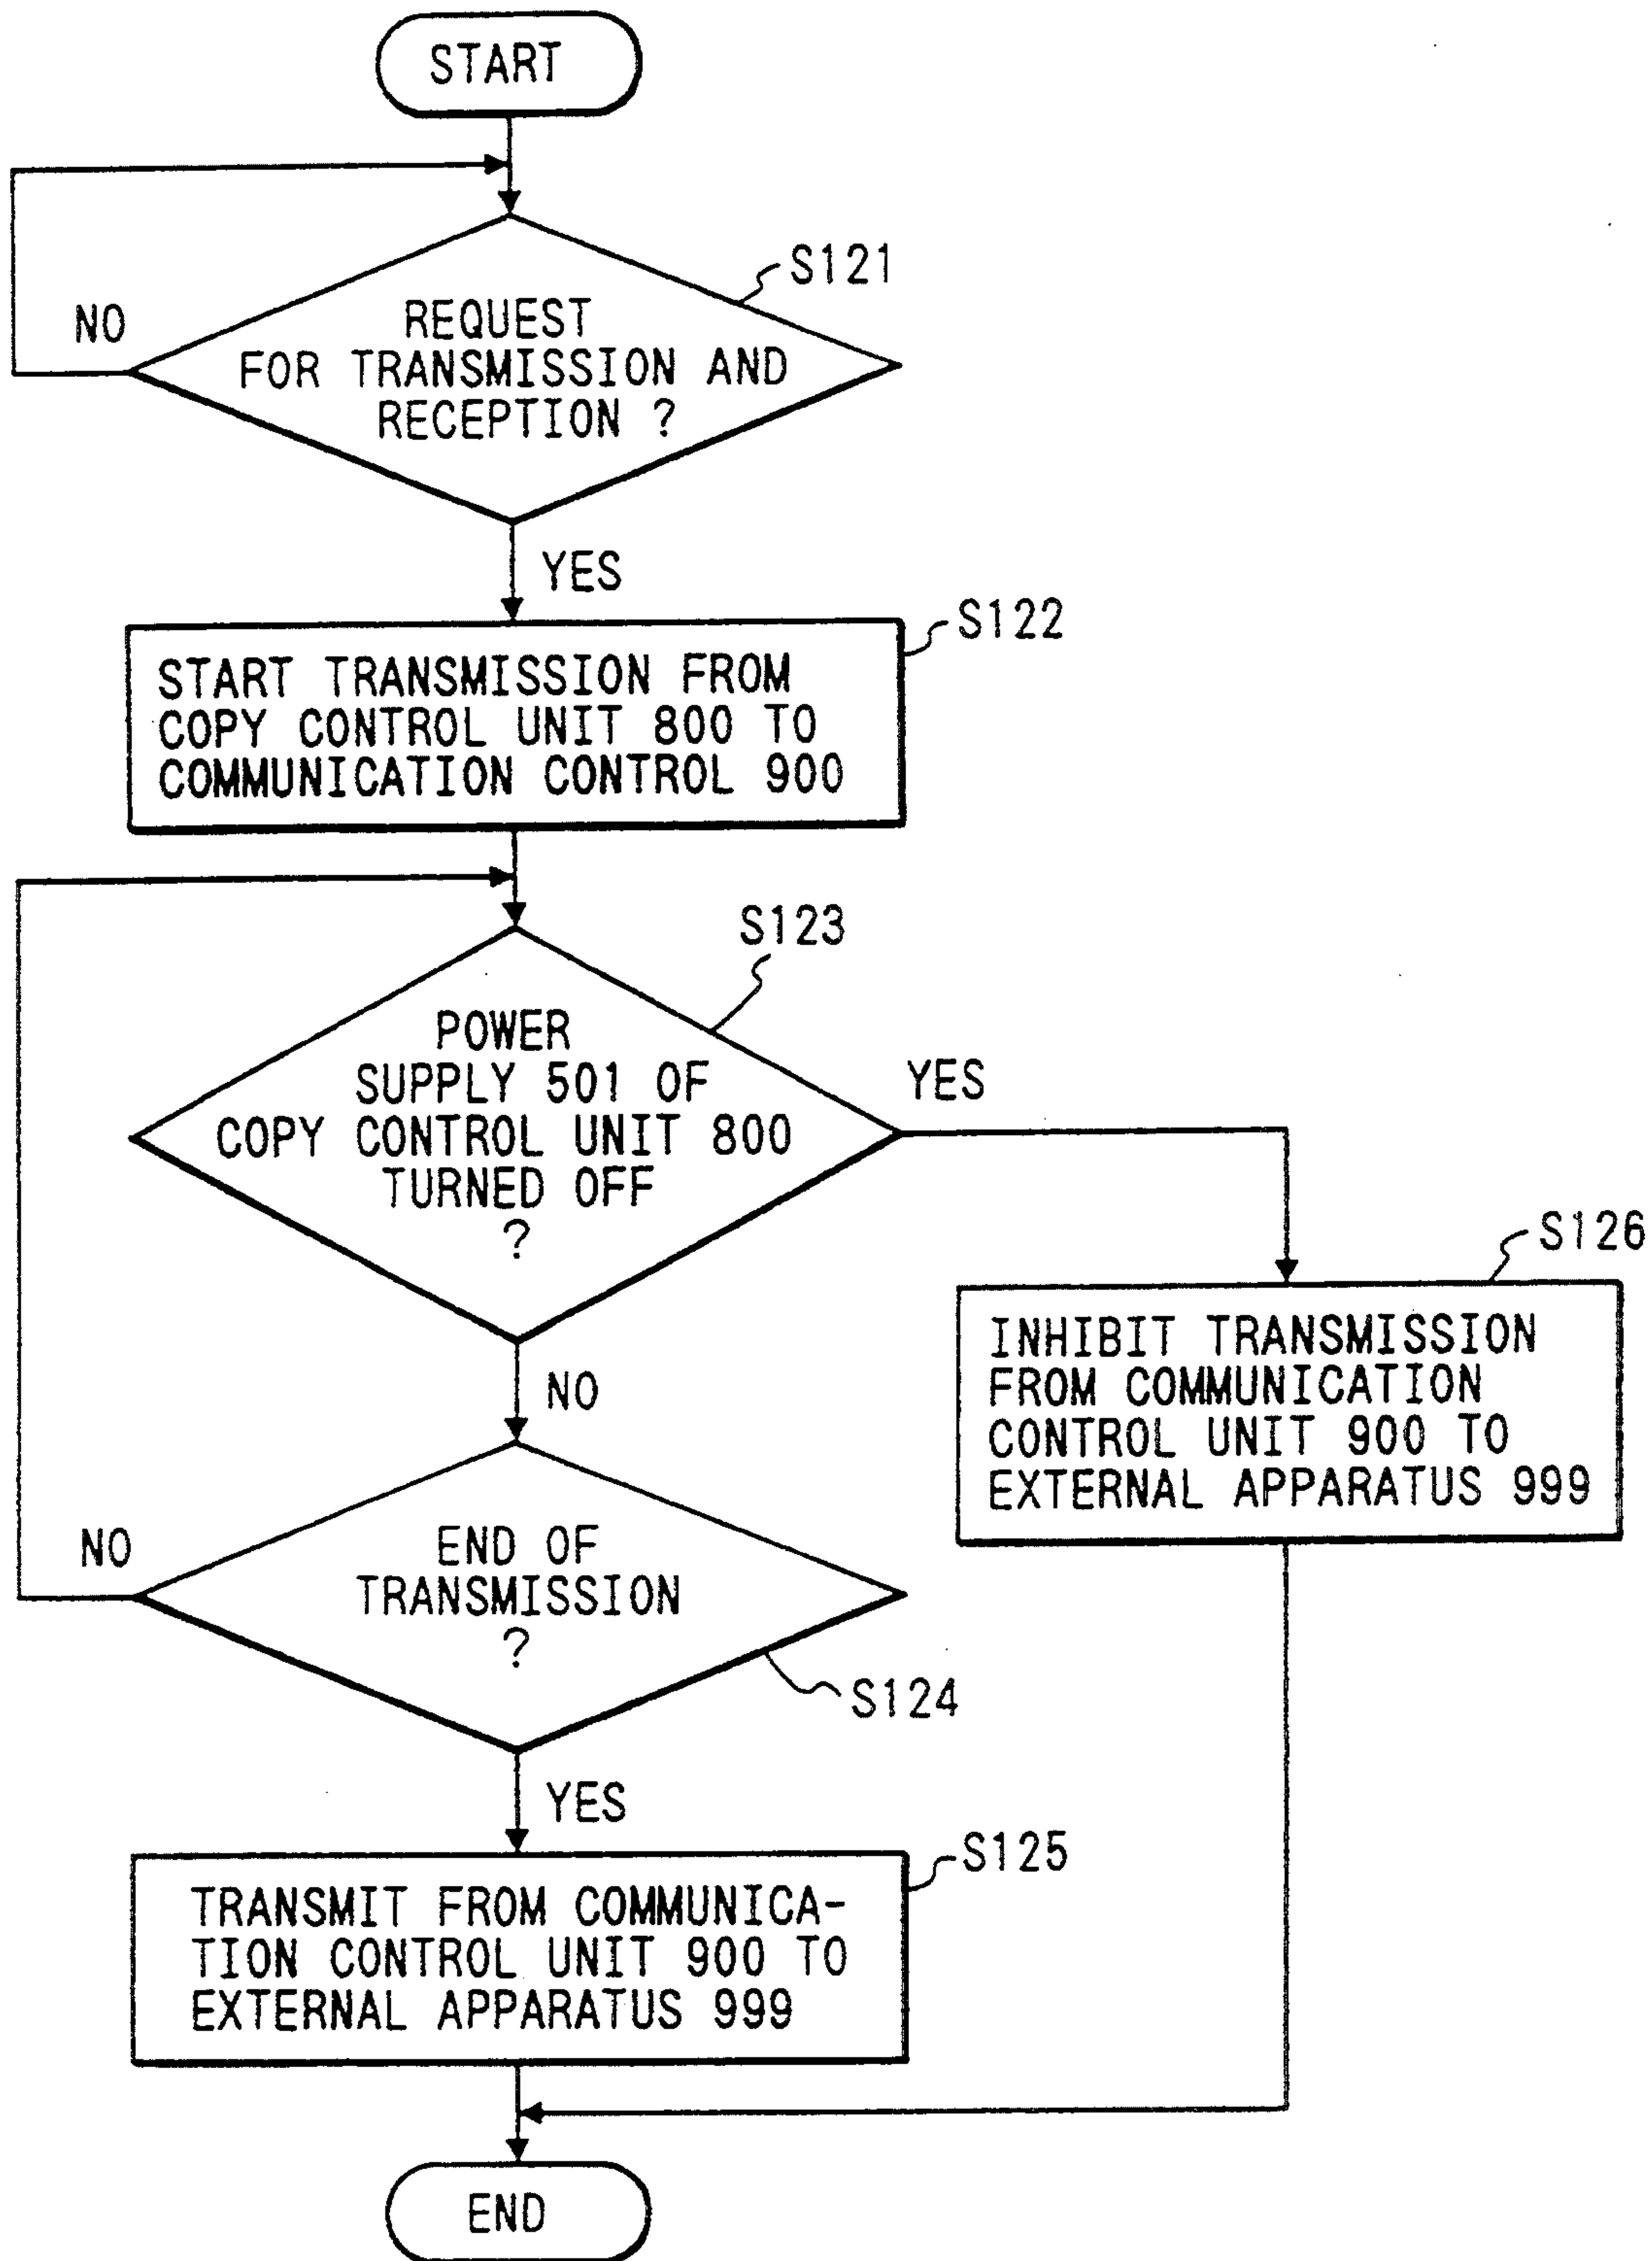 START
S121
NO
REQUEST
FOR TRANSMISSION AND
RECEPTION ?
YES
S122
START TRANSMISSION FROM
COPY CONTROL UNIT 800 TO
COMMUNICATION CONTROL 900
S123
POWER
SUPPLY 501 OF
COPY CONTROL UNIT 800
TURNED OFF
?
YES
S126
INHIBIT TRANSMISSION
FROM COMMUNICATION
CONTROL UNIT 900 TO
EXTERNAL APPARATUS 999
NO
NO
END OF
TRANSMISSION
?
S124
YES
S125
TRANSMIT FROM COMMUNICA-
TION CONTROL UNIT 900 TO
EXTERNAL APPARATUS 999
END